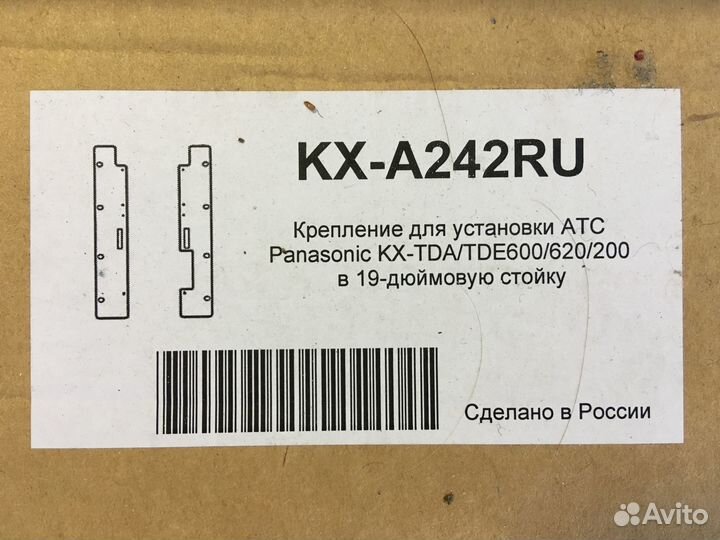 KX-A242RU
Крепление для установки АТС
Panasonic KX-TDA/TDE600/620/200
в 19-дюймовую стойку
Сделано в России
Avito